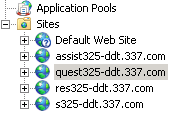 Application Pools
Sites
Default Web Site
assist325-ddt.337.com
quest325-ddt.337.com
res325-ddt.337.com
s325-ddt.337.com